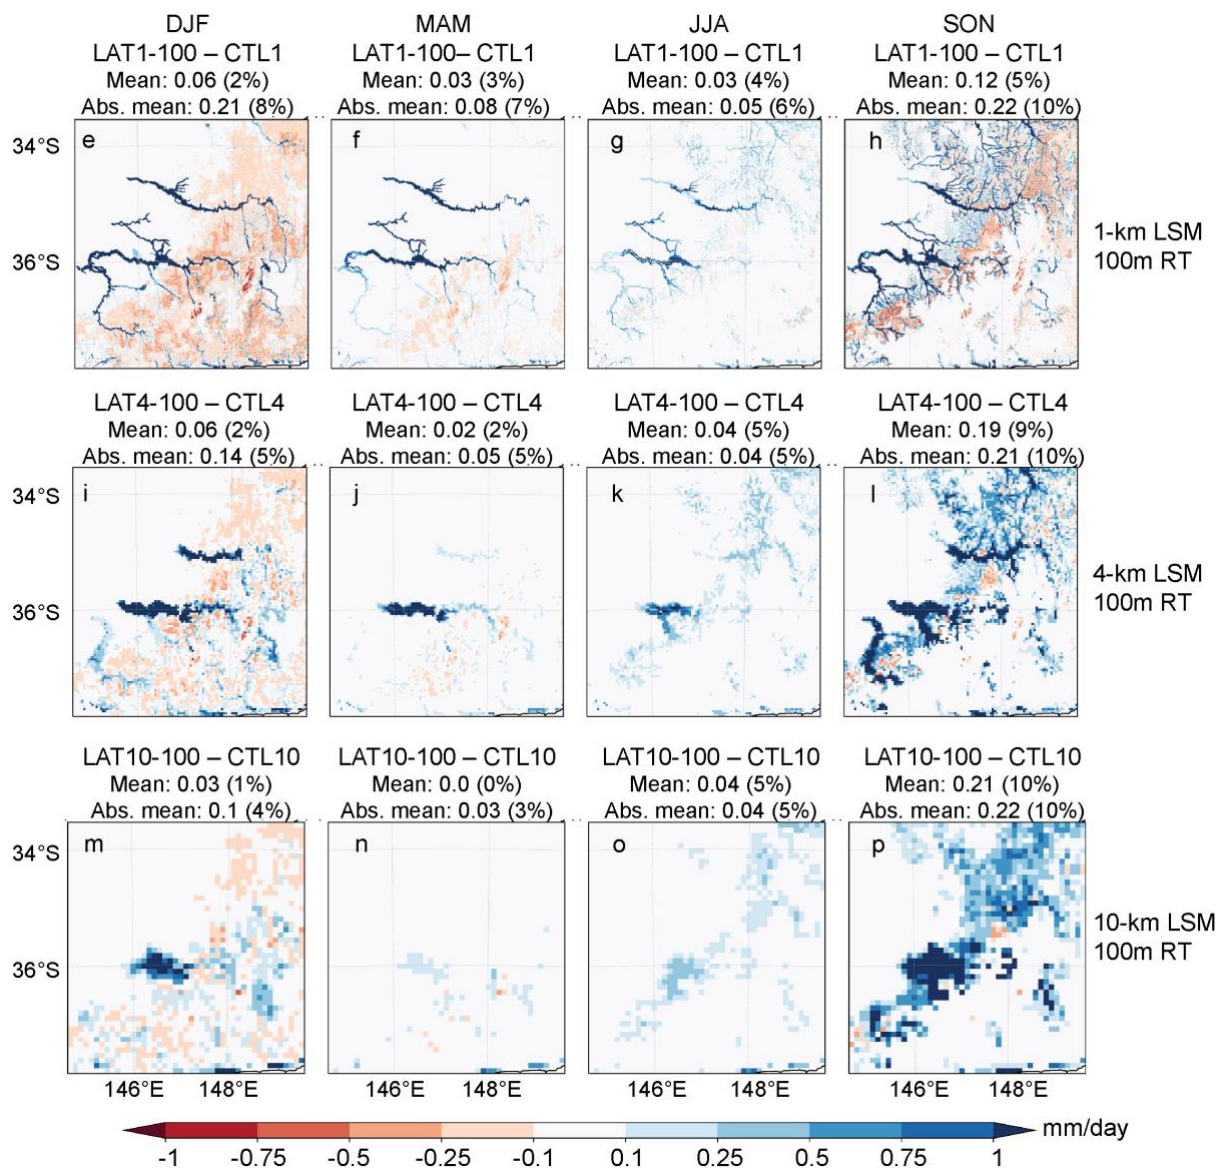 DJF MAM JJA SON
LAT1-100 – CTL1 LAT1-100– CTL1 LAT1-100 – CTL1 LAT1-100 – CTL1
Mean: 0.06 (2%) Mean: 0.03 (3%) Mean: 0.03 (4%) Mean: 0.12 (5%)
Abs. mean: 0.21 (8%) Abs. mean: 0.08 (7%) Abs. mean: 0.05 (6%) Abs. mean: 0.22 (10%)
34°S e f g h
1-km LSM
36°S 100m RT
LAT4-100 – CTL4 LAT4-100 – CTL4 LAT4-100 – CTL4 LAT4-100 – CTL4
Mean: 0.06 (2%) Mean: 0.02 (2%) Mean: 0.04 (5%) Mean: 0.19 (9%)
Abs. mean: 0.14 (5%) Abs. mean: 0.05 (5%) Abs. mean: 0.04 (5%) Abs. mean: 0.21 (10%)
34°S i j k l
4-km LSM
36°S 100m RT
LAT10-100 – CTL10 LAT10-100 – CTL10 LAT10-100 – CTL10 LAT10-100 – CTL10
Mean: 0.03 (1%) Mean: 0.0 (0%) Mean: 0.04 (5%) Mean: 0.21 (10%)
Abs. mean: 0.1 (4%) Abs. mean: 0.03 (3%) Abs. mean: 0.04 (5%) Abs. mean: 0.22 (10%)
34°S m n o p
10-km LSM
36°S 100m RT
146°E 148°E 146°E 148°E 146°E 148°E 146°E 148°E
mm/day
-1 -0.75 -0.5 -0.25 -0.1 0.1 0.25 0.5 0.75 1